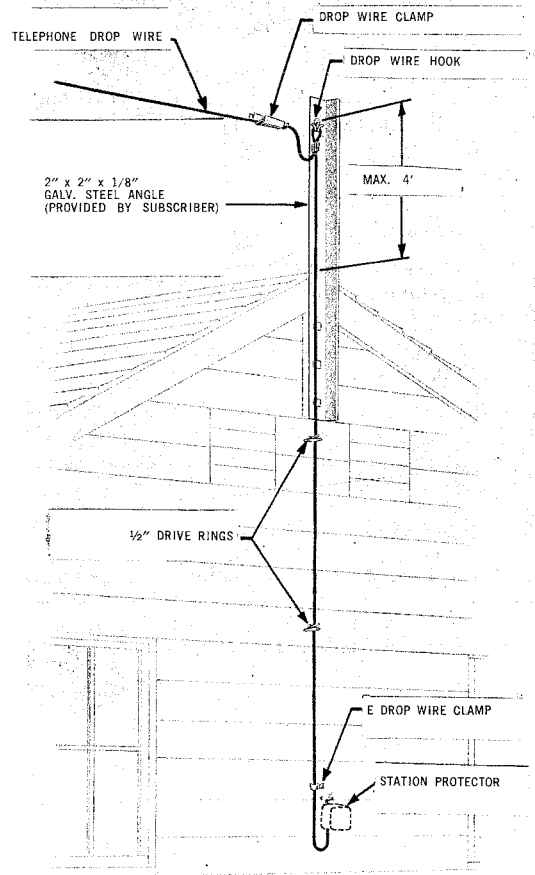 DROP WIRE CLAMP
TELEPHONE DROP WIRE
DROP WIRE HOOK
MAX. 4'
2" x 2" x 1/8"
GALV. STEEL ANGLE
(PROVIDED BY SUBSCRIBER)
½" DRIVE RINGS
E DROP WIRE CLAMP
STATION PROTECTOR